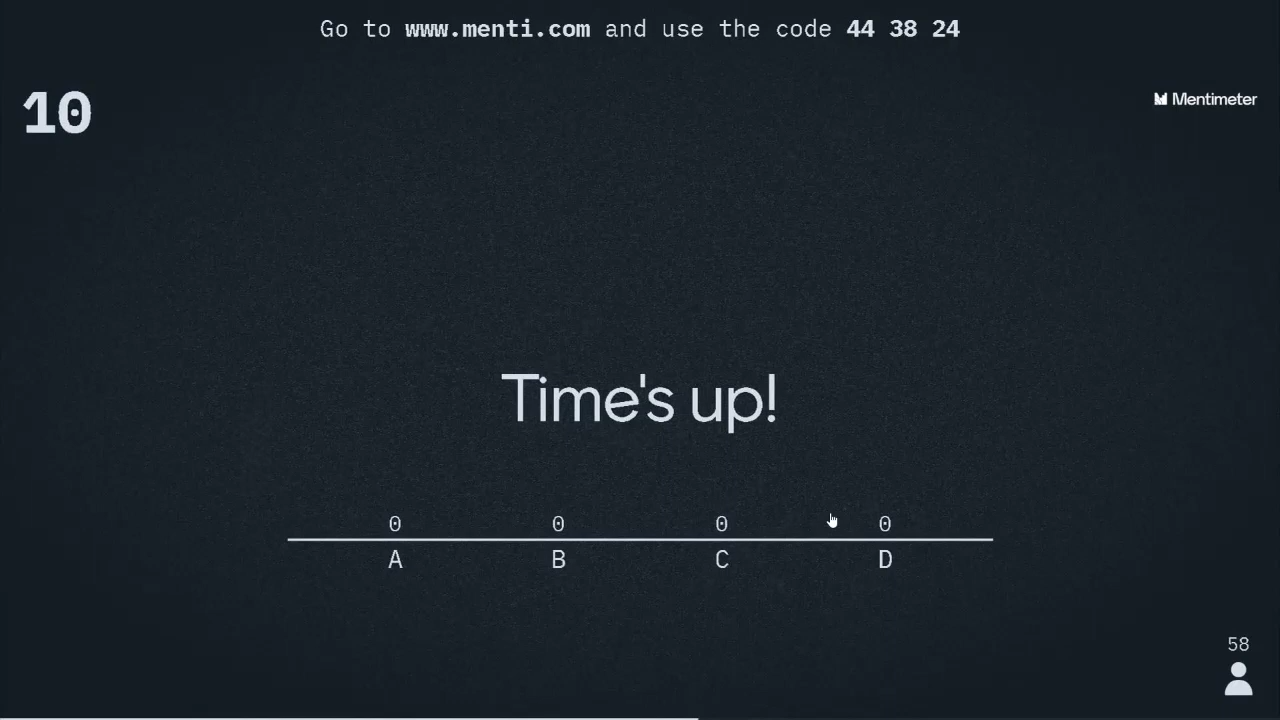 Go to www.menti.com and use the code 44 38 24
10
Mentimeter
Time's up!
0 0 0 0
A B C D
58